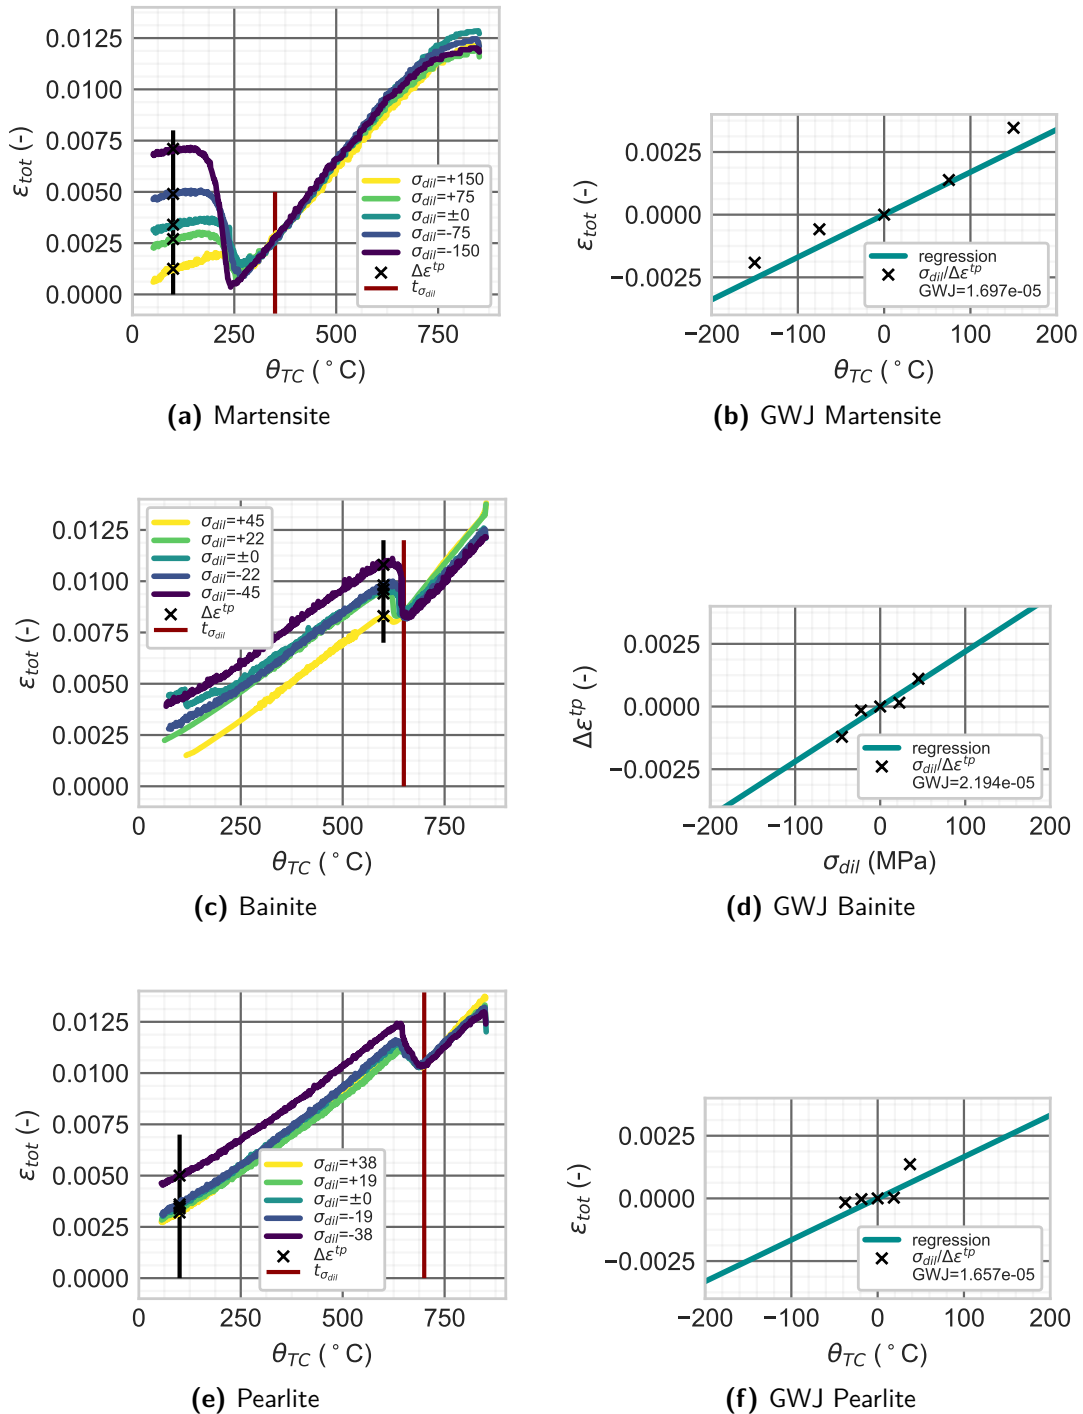 0.0125
0.0100
0.0075
0.0050
0.0025
0.0000
ε_tot (-)
0
250
500
750
θ_TC (°C)
σ_dil=+150
σ_dil=+75
σ_dil=±0
σ_dil=-75
σ_dil=-150
Δε^tp
t_σ_dil
(a) Martensite
0.0025
0.0000
−0.0025
ε_tot (-)
−200
−100
0
100
200
θ_TC (°C)
regression
σ_dil/Δε^tp
GWJ=1.697e-05
(b) GWJ Martensite
0.0125
0.0100
0.0075
0.0050
0.0025
0.0000
ε_tot (-)
0
250
500
750
θ_TC (°C)
σ_dil=+45
σ_dil=+22
σ_dil=±0
σ_dil=-22
σ_dil=-45
Δε^tp
t_σ_dil
(c) Bainite
0.0025
0.0000
−0.0025
Δε^tp (-)
−200
−100
0
100
200
σ_dil (MPa)
regression
σ_dil/Δε^tp
GWJ=2.194e-05
(d) GWJ Bainite
0.0125
0.0100
0.0075
0.0050
0.0025
0.0000
ε_tot (-)
0
250
500
750
θ_TC (°C)
σ_dil=+38
σ_dil=+19
σ_dil=±0
σ_dil=-19
σ_dil=-38
Δε^tp
t_σ_dil
(e) Pearlite
0.0025
0.0000
−0.0025
ε_tot (-)
−200
−100
0
100
200
θ_TC (°C)
regression
σ_dil/Δε^tp
GWJ=1.657e-05
(f) GWJ Pearlite